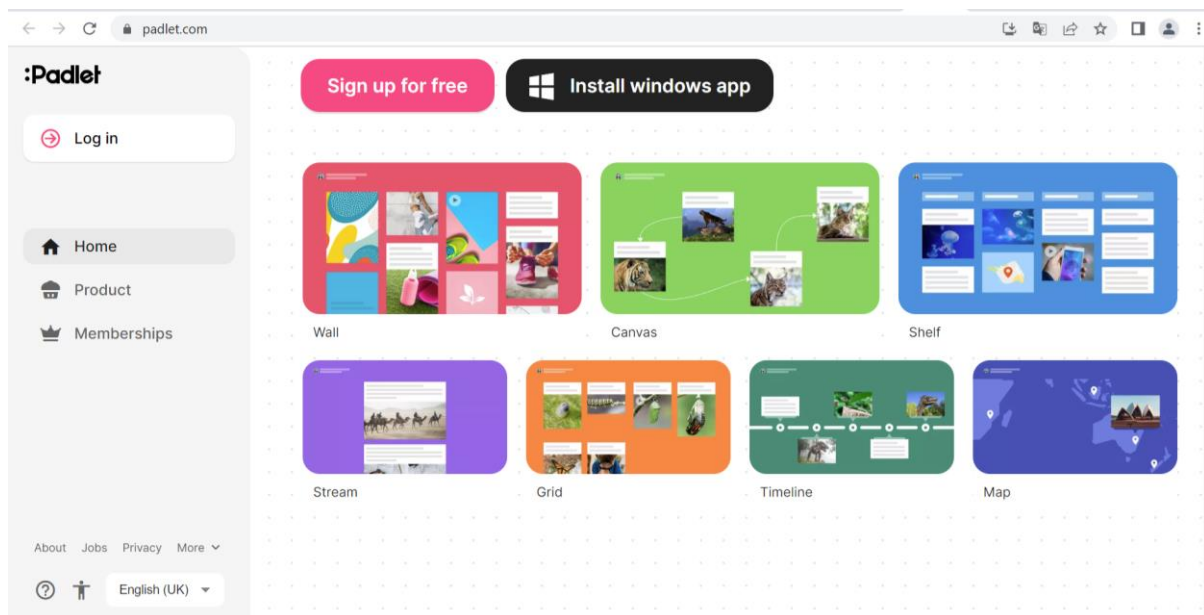 padlet.com
:Padlet
Log in
Home
Product
Memberships
About Jobs Privacy More
English (UK)
Sign up for free
Install windows app
Wall
Canvas
Shelf
Stream
Grid
Timeline
Map